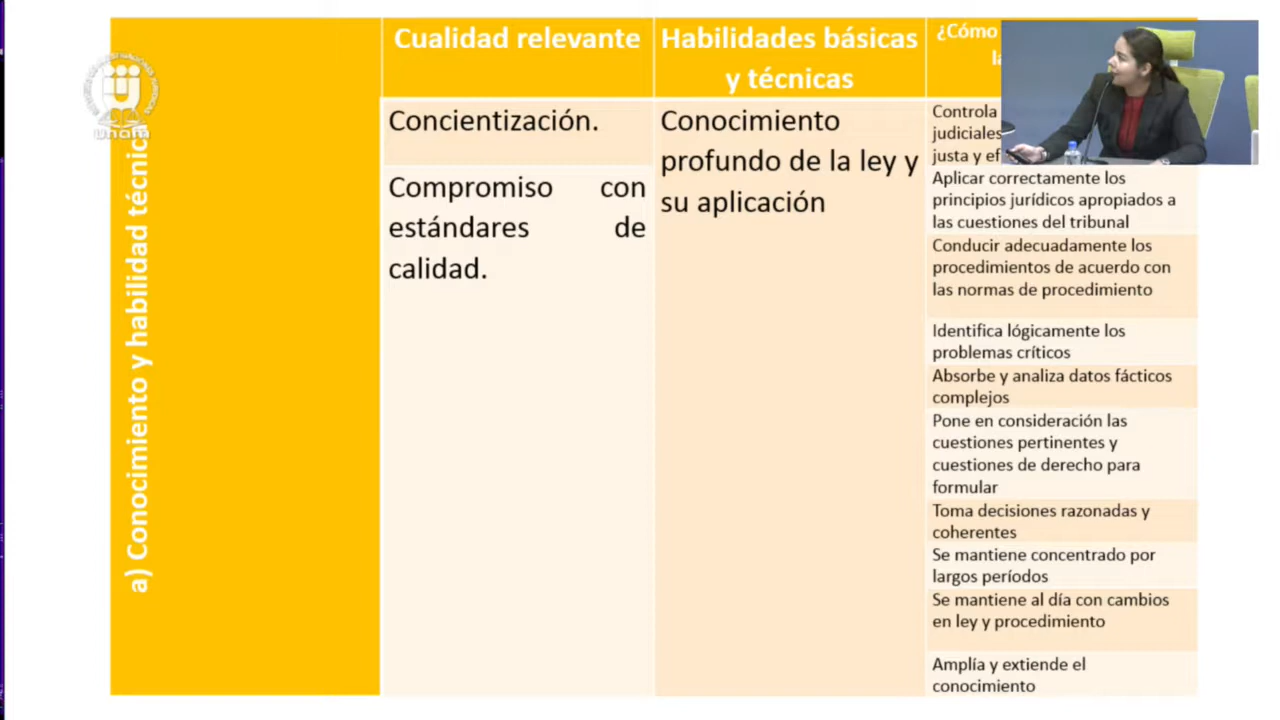 Cualidad relevante
Habilidades básicas
y técnicas
¿Cómo
Concientización.
Compromiso con
estándares de
calidad.
Conocimiento
profundo de la ley y
su aplicación
Controla
judiciales
justa y
Aplicar correctamente los
principios jurídicos apropiados a
las cuestiones del tribunal
Conducir adecuadamente los
procedimientos de acuerdo con
las normas de procedimiento
Identifica lógicamente los
problemas críticos
Absorbe y analiza datos fácticos
complejos
Pone en consideración las
cuestiones pertinentes y
cuestiones de derecho para
formular
Toma decisiones razonadas y
coherentes
Se mantiene concentrado por
largos períodos
Se mantiene al día con cambios
en ley y procedimiento
Amplía y extiende el
conocimiento
a) Conocimiento y habilidad técnica